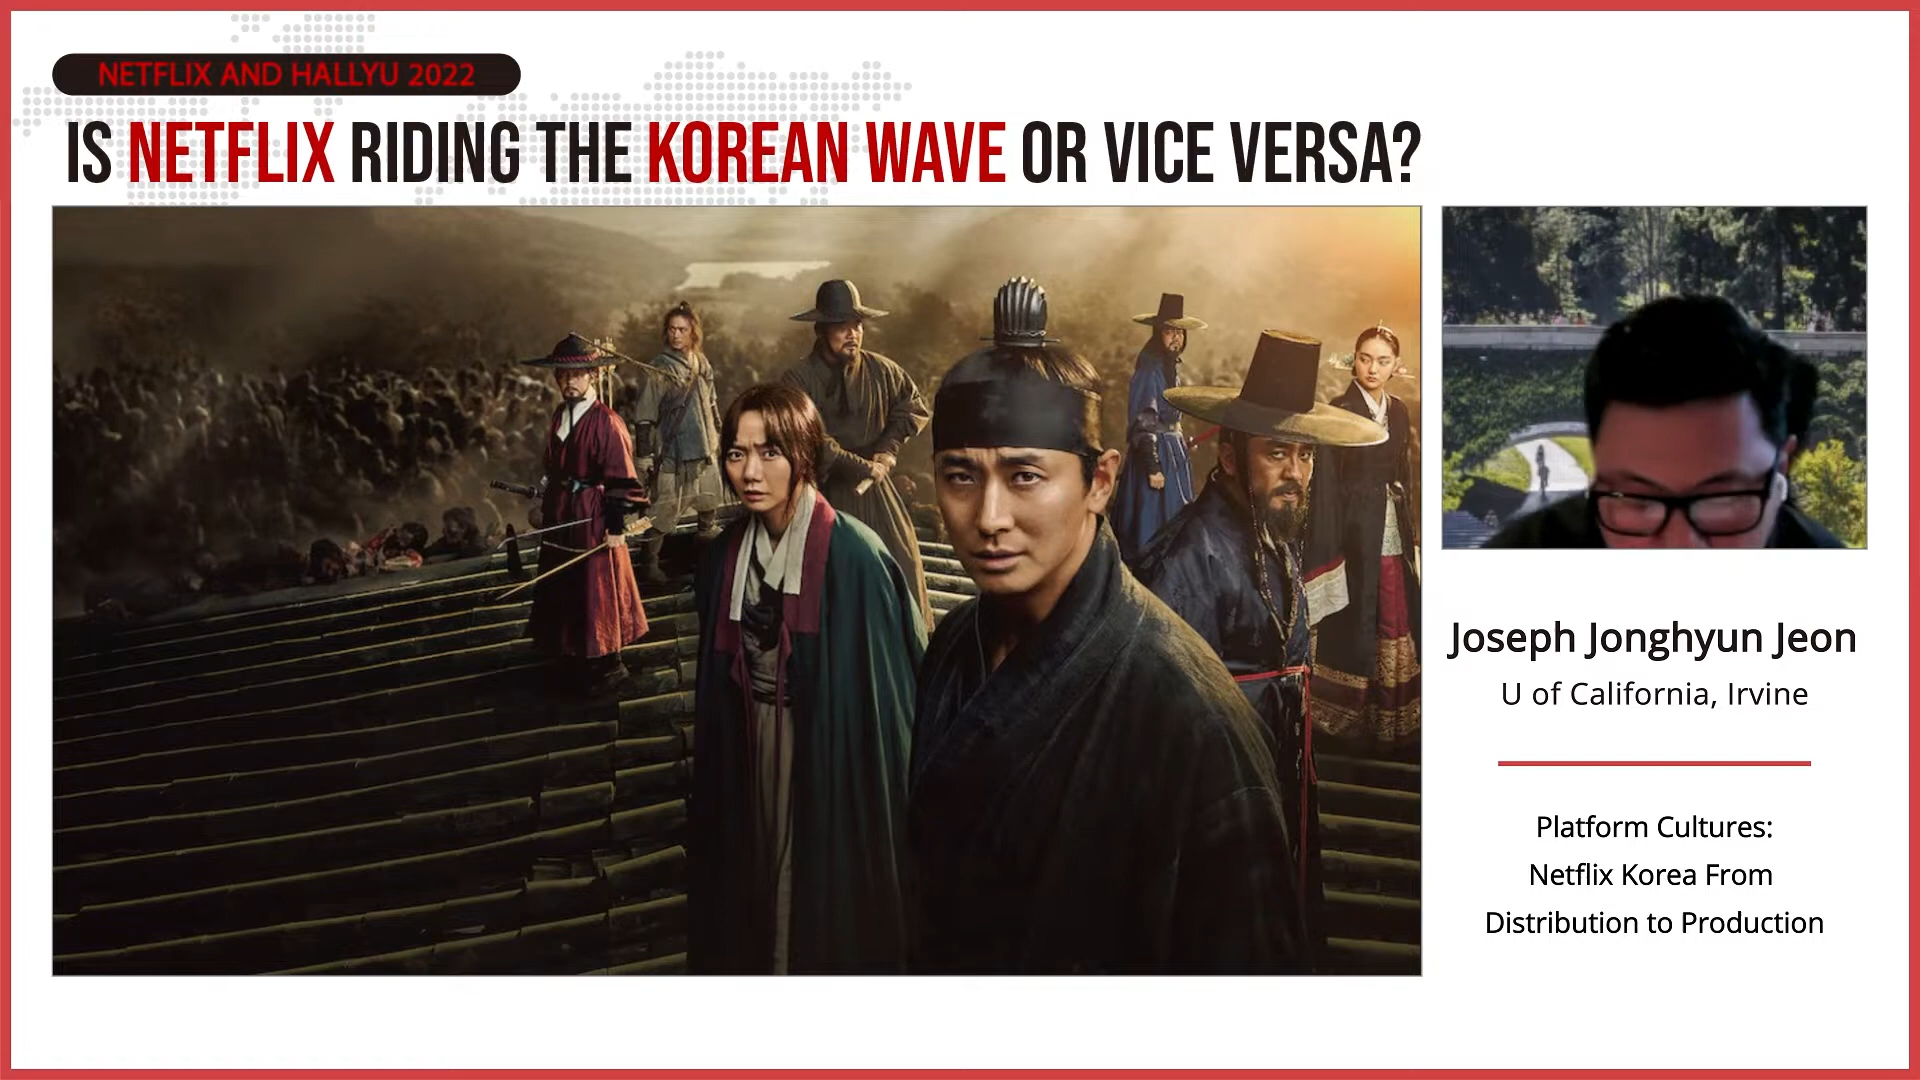 NETFLIX AND HALLYU 2022
IS NETFLIX RIDING THE KOREAN WAVE OR VICE VERSA?
Joseph Jonghyun Jeon
U of California, Irvine
Platform Cultures:
Netflix Korea From
Distribution to Production